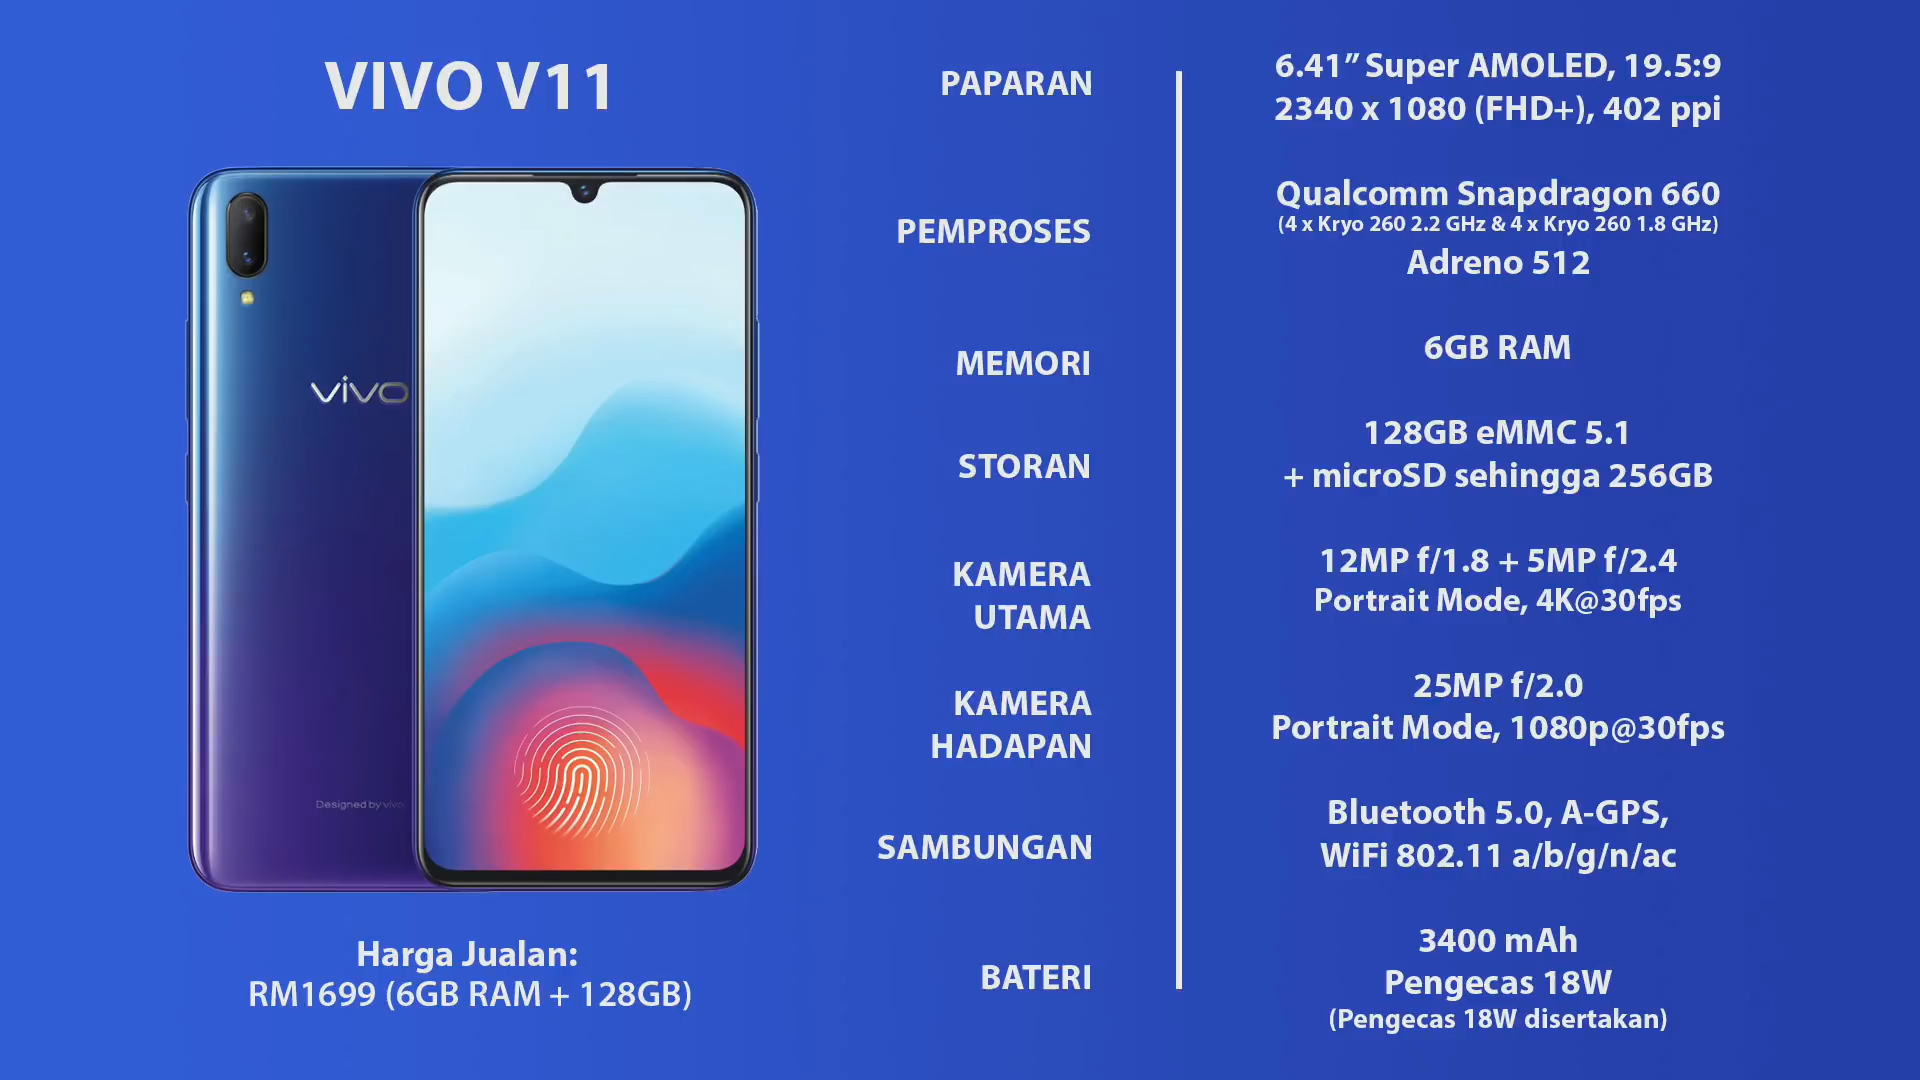 VIVO V11
vivo
Designed by vivo
Harga Jualan:
RM1699 (6GB RAM + 128GB)
PAPARAN
6.41” Super AMOLED, 19.5:9
2340 x 1080 (FHD+), 402 ppi
PEMPROSES
Qualcomm Snapdragon 660
(4 x Kryo 260 2.2 GHz & 4 x Kryo 260 1.8 GHz)
Adreno 512
MEMORI
6GB RAM
STORAN
128GB eMMC 5.1
+ microSD sehingga 256GB
KAMERA
UTAMA
12MP f/1.8 + 5MP f/2.4
Portrait Mode, 4K@30fps
KAMERA
HADAPAN
25MP f/2.0
Portrait Mode, 1080p@30fps
SAMBUNGAN
Bluetooth 5.0, A-GPS,
WiFi 802.11 a/b/g/n/ac
BATERI
3400 mAh
Pengecas 18W
(Pengecas 18W disertakan)